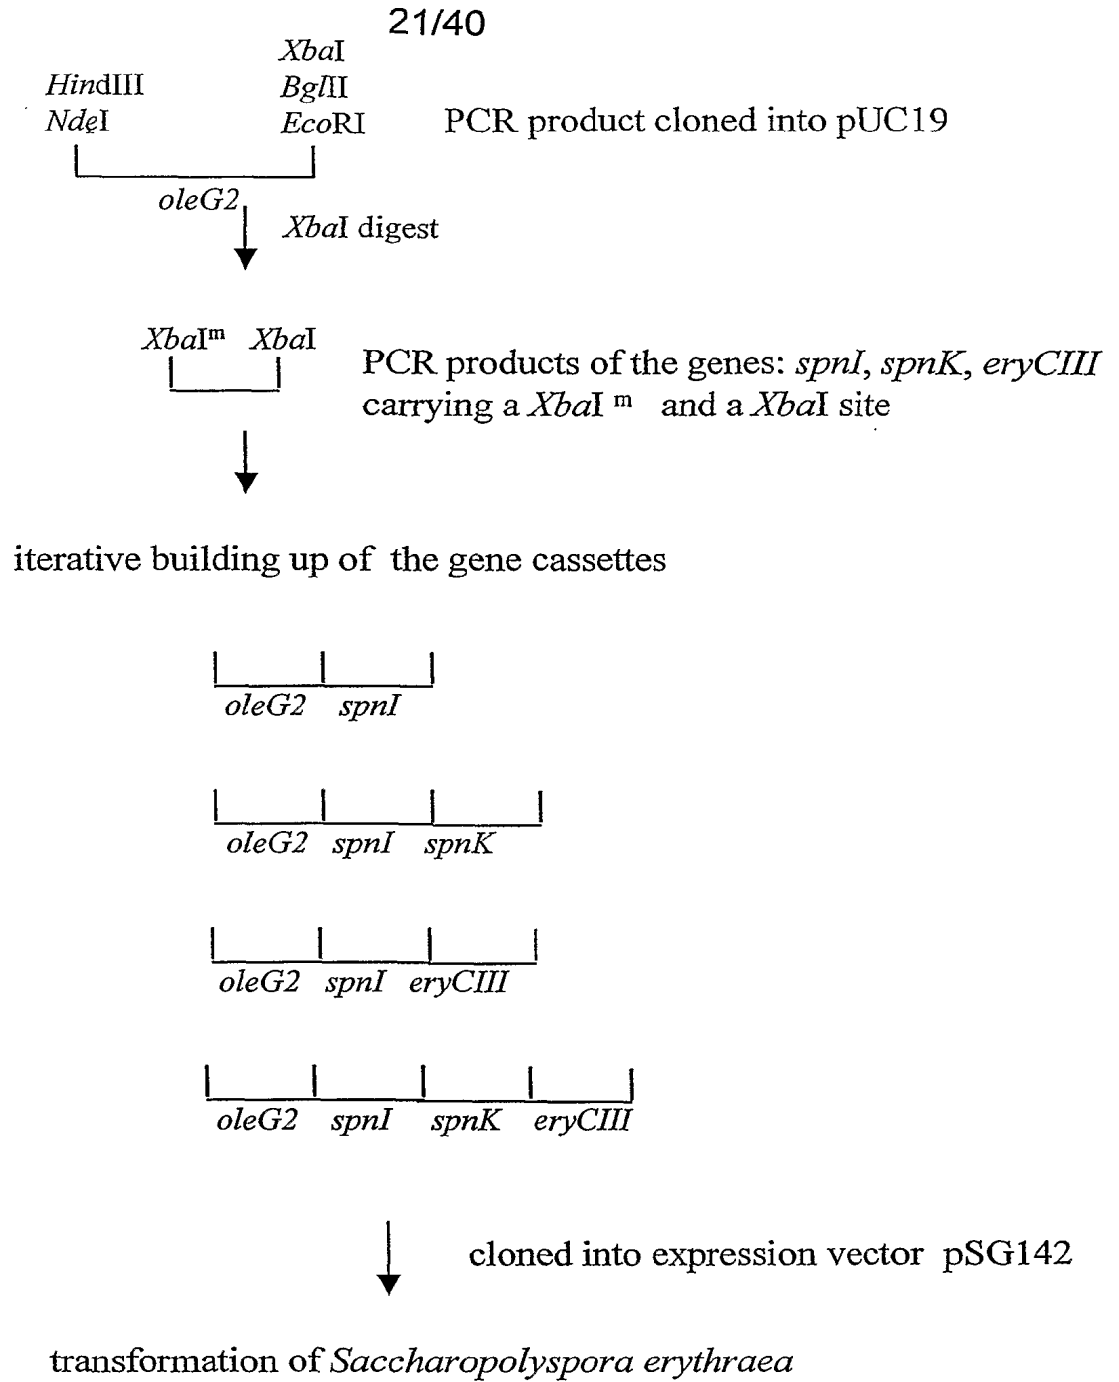 21/40
XbaI
HindIII BglII
NdeI EcoRI PCR product cloned into pUC19
oleG2
XbaI digest
XbaIᵐ XbaI
PCR products of the genes: spnI, spnK, eryCIII
carrying a XbaI ᵐ and a XbaI site
iterative building up of the gene cassettes
oleG2 spnI
oleG2 spnI spnK
oleG2 spnI eryCIII
oleG2 spnI spnK eryCIII
cloned into expression vector pSG142
transformation of Saccharopolyspora erythraea